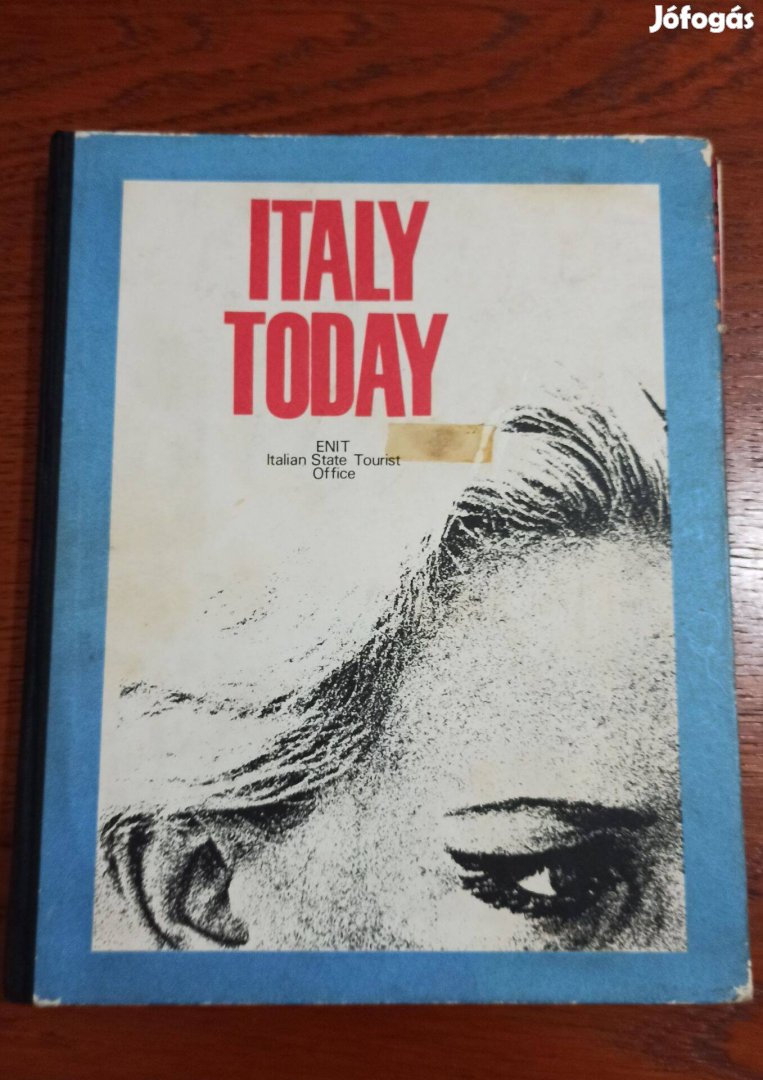 Jófogás
ITALY
TODAY
ENIT
Italian State Tourist
Office